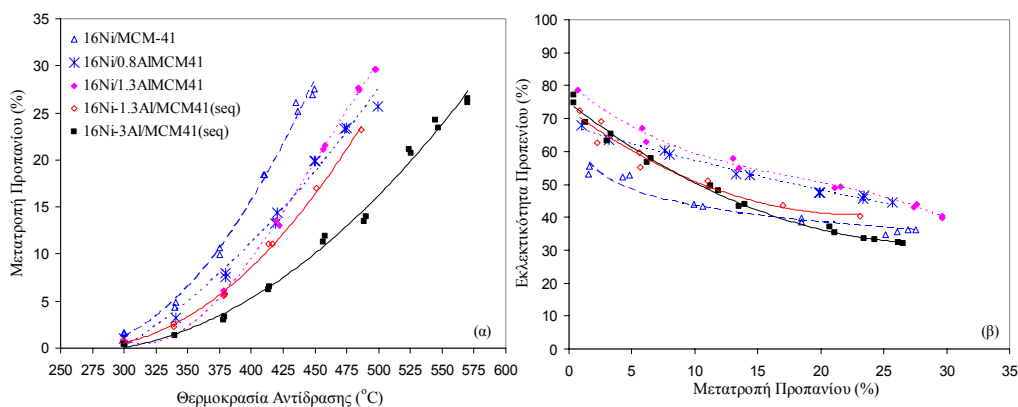 35
30
25
20
15
10
5
0
Μετατροπή Προπανίου (%)
16Ni/MCM-41
16Ni/0.8AlMCM41
16Ni/1.3AlMCM41
16Ni-1.3Al/MCM41(seq)
16Ni-3Al/MCM41(seq)
(α)
250 275 300 325 350 375 400 425 450 475 500 525 550 575 600
Θερμοκρασία Αντίδρασης (°C)
100
90
80
70
60
50
40
30
20
10
0
Εκλεκτικότητα Προπενίου (%)
(β)
0 5 10 15 20 25 30 35
Μετατροπή Προπανίου (%)